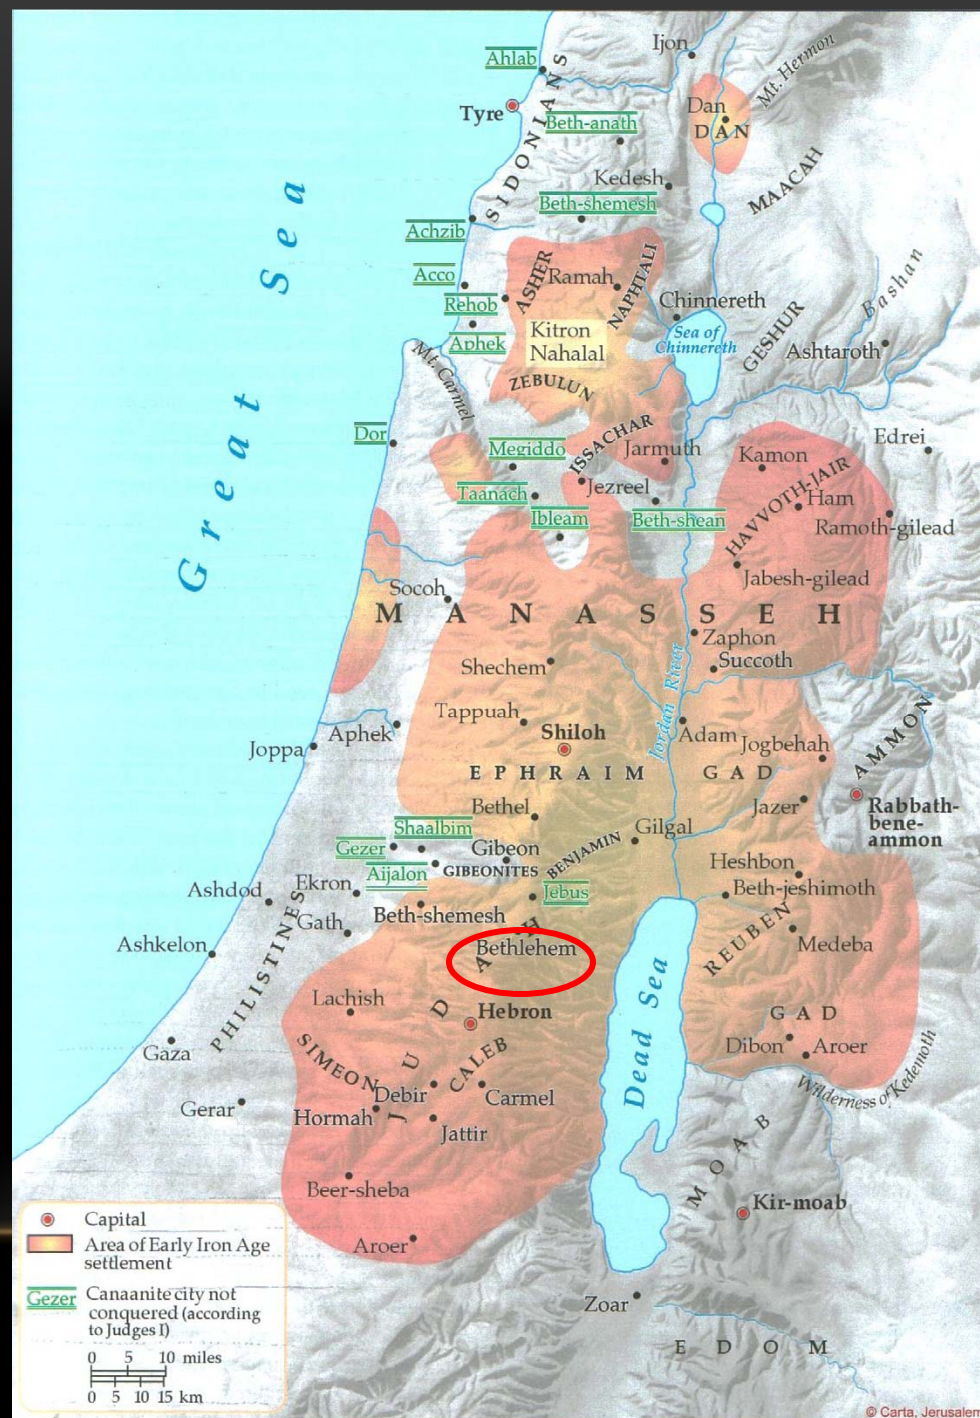 Ijon
Mt. Hermon
Ahlab
SIDONIANS
Tyre
Dan
DAN
Beth-anath
Kedesh
MAACAH
Beth-shemesh
Achzib
Great Sea
Acco
ASHER
Ramah
NAPHTALI
Bashan
Rehob
Chinnereth
GESHUR
Aphek
Kitron
Nahalal
Sea of
Chinnereth
Ashtaroth
Mt. Carmel
ZEBULUN
Dor
Megiddo
ISSACHAR
Jarmuth
Kamon
Edrei
Taanach
Jezreel
HAVVOTH-JAIR
Ham
Ibleam
Beth-shean
Ramoth-gilead
Jabesh-gilead
Socoh
MANASSEH
Zaphon
Succoth
Shechem
Jordan River
Tappuah
Aphek
Shiloh
Adam
Jogbehah
AMMON
Joppa
EPHRAIM
GAD
Bethel
Jazer
Rabbath-
bene-
ammon
Shaalbim
Gezer
Gibeon
BENJAMIN
Gilgal
Aijalon
GIBEONITES
Heshbon
Ashdod
Ekron
Jebus
Beth-jeshimoth
Beth-shemesh
Gath
PHILISTINES
REUBEN
Medeba
Ashkelon
Bethlehem
JUDAH
Lachish
Hebron
Dead Sea
GAD
Gaza
SIMEON
CALEB
Dibon
Aroer
Wilderness of Kedemoth
Gerar
Debir
Carmel
Hormah
Jattir
MOAB
Beer-sheba
Kir-moab
Aroer
Zoar
EDOM
Capital
Area of Early Iron Age
settlement
Gezer
Canaanite city not
conquered (according
to Judges I)
0 5 10 miles
0 5 10 15 km
© Carta, Jerusalem